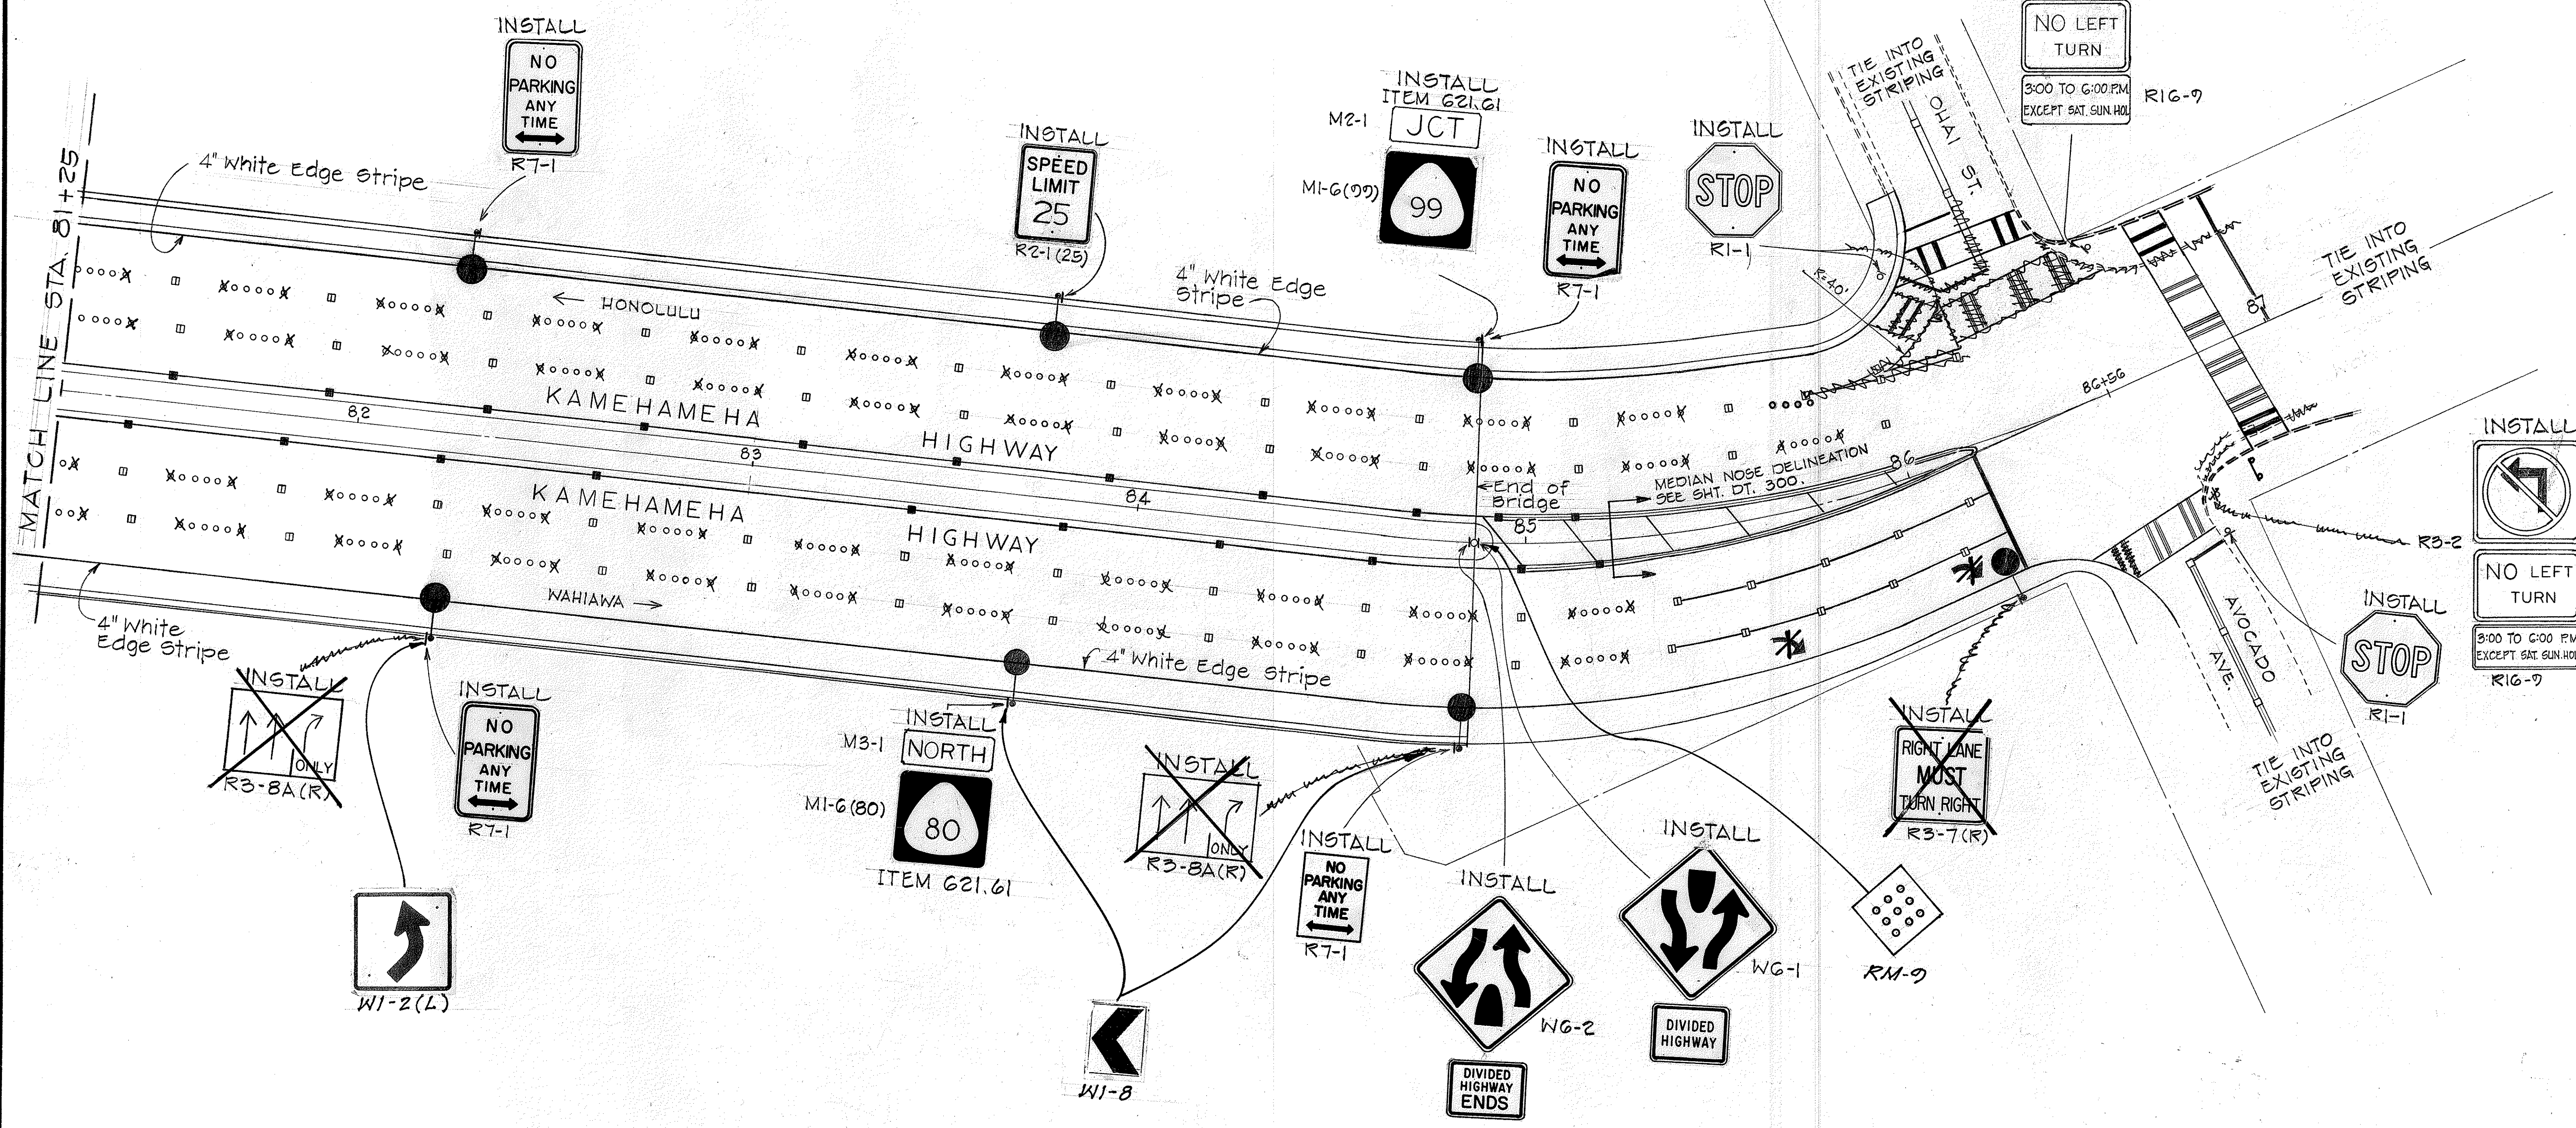 INSTALL
NO
PARKING
ANY
TIME
R7-1
4" White Edge Stripe
MATCH LINE STA. 81+25
INSTALL
SPEED
LIMIT
25
R2-1(25)
INSTALL
ITEM 621.61
M2-1
JCT
M1-6(99)
99
INSTALL
NO
PARKING
ANY
TIME
R7-1
4" White Edge
Stripe
INSTALL
STOP
R1-1
R=40'
TIE INTO
EXISTING
STRIPING
OHAI ST.
NO LEFT
TURN
3:00 TO 6:00 P.M.
EXCEPT SAT. SUN. HOL
R16-9
TIE INTO
EXISTING
STRIPING
87
86+56
← HONOLULU
KAMEHAMEHA HIGHWAY
82
83
84
85
86
KAMEHAMEHA HIGHWAY
WAHIAWA →
End of
Bridge
MEDIAN NOSE DELINEATION
SEE SHT. DT. 300.
4" White
Edge Stripe
4" White Edge Stripe
INSTALL
R3-2
NO LEFT
TURN
3:00 TO 6:00 P.M
EXCEPT SAT. SUN. HOL
R16-9
INSTALL
STOP
R1-1
AVOCADO
AVE.
TIE INTO
EXISTING
STRIPING
INSTALL
ONLY
R3-8A(R)
INSTALL
NO
PARKING
ANY
TIME
R7-1
W1-2(L)
INSTALL
M3-1
NORTH
M1-6(80)
80
ITEM 621.61
INSTALL
ONLY
R3-8A(R)
W1-8
INSTALL
NO
PARKING
ANY
TIME
R7-1
INSTALL
W6-2
DIVIDED
HIGHWAY
ENDS
INSTALL
W6-1
DIVIDED
HIGHWAY
RM-9
INSTALL
RIGHT LANE
MUST
TURN RIGHT
R3-7(R)